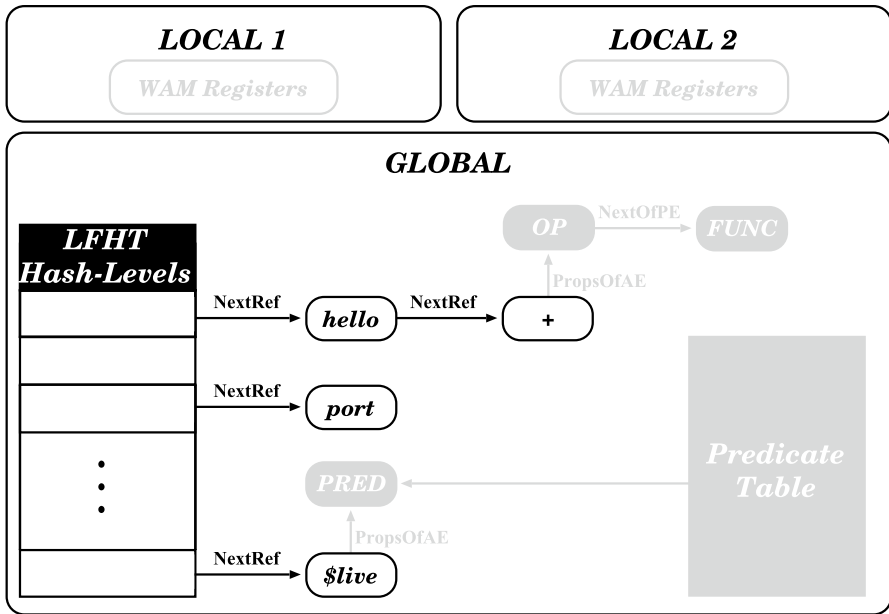 LOCAL 1
WAM Registers
LOCAL 2
WAM Registers
GLOBAL
OP
NextOfPE
FUNC
LFHT
Hash-Levels
PropsOfAE
NextRef
hello
NextRef
+
NextRef
port
Predicate
Table
PRED
PropsOfAE
NextRef
$live